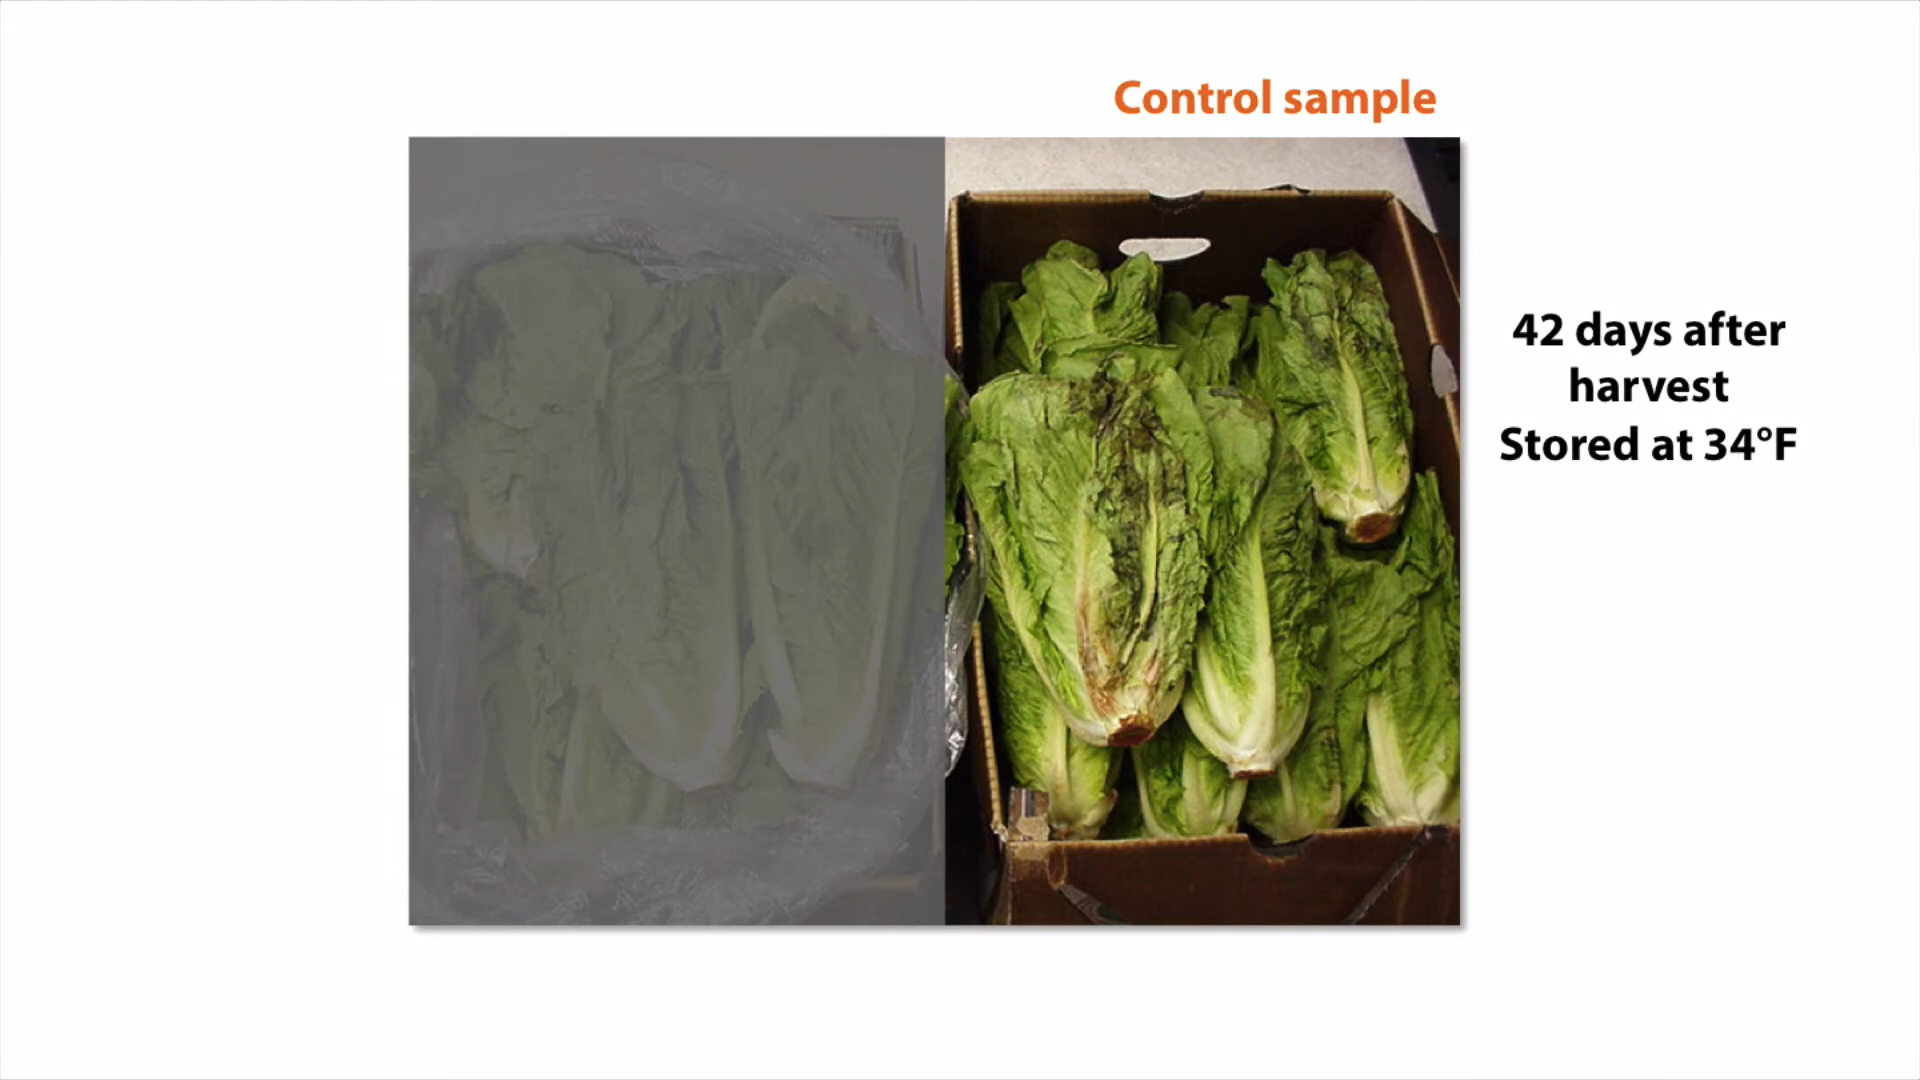 Control sample
42 days after
harvest
Stored at 34°F